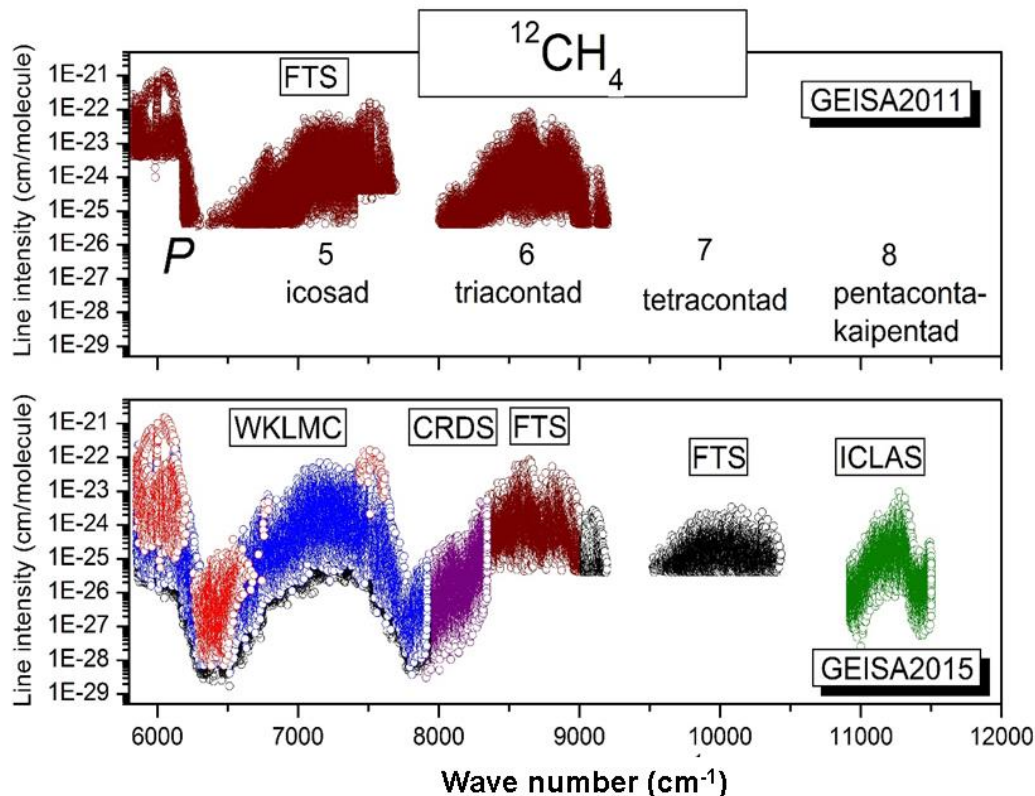 ¹²CH₄
FTS
GEISA2011
Line intensity (cm/molecule)
1E-21
1E-22
1E-23
1E-24
1E-25
1E-26
1E-27
1E-28
1E-29
P
5
icosad
6
triacontad
7
tetracontad
8
pentaconta-
kaipentad
Line intensity (cm/molecule)
1E-21
1E-22
1E-23
1E-24
1E-25
1E-26
1E-27
1E-28
1E-29
WKLMC
CRDS
FTS
FTS
ICLAS
GEISA2015
6000 7000 8000 9000 10000 11000 12000
Wave number (cm⁻¹)